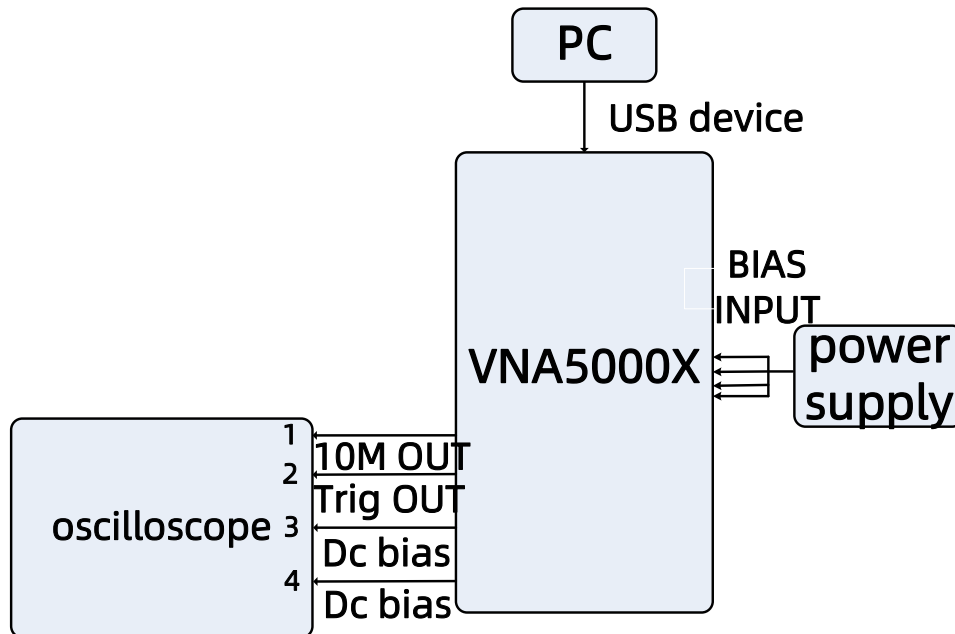 PC
USB device
BIAS
INPUT
VNA5000X
power
supply
oscilloscope
1
10M OUT
2
Trig OUT
3
Dc bias
4
Dc bias